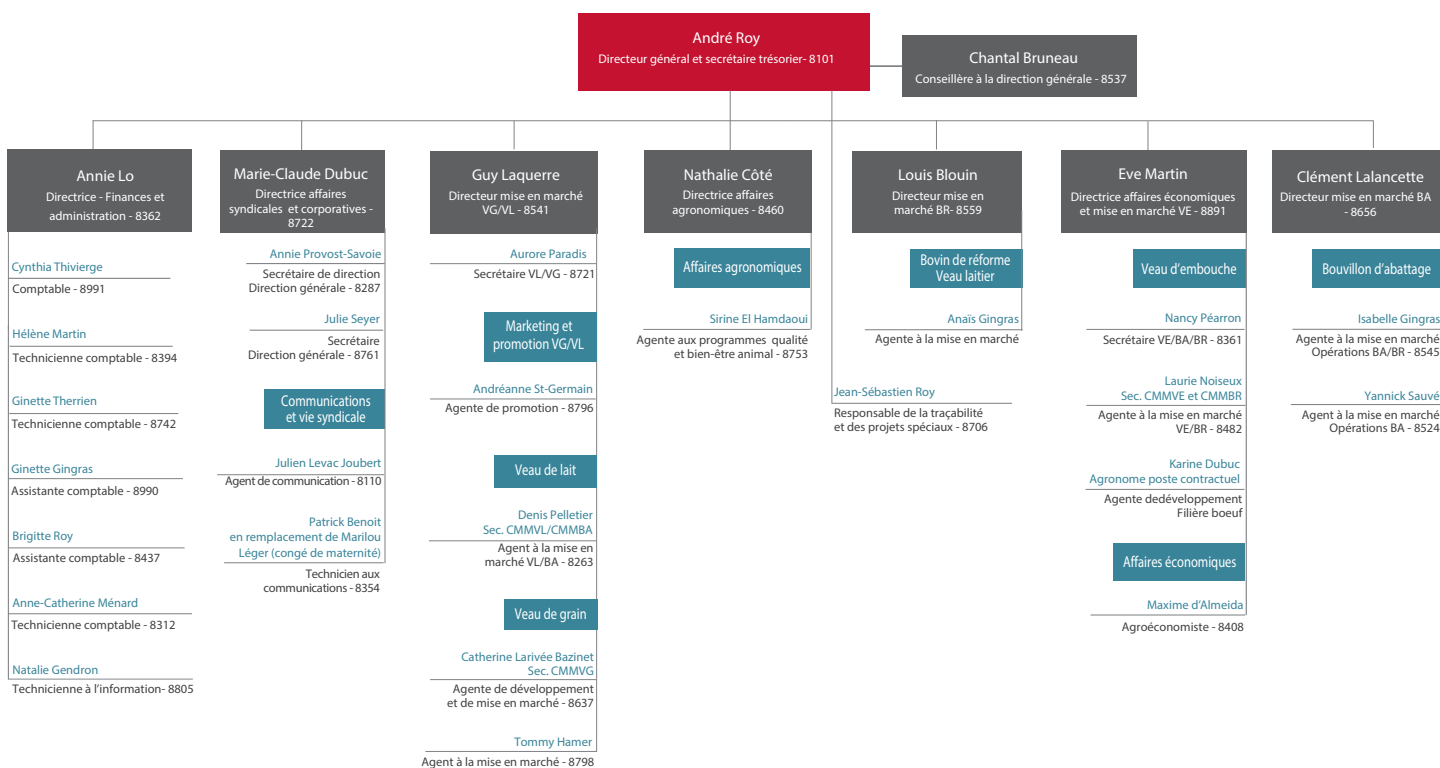 André Roy
Directeur général et secrétaire trésorier- 8101
Chantal Bruneau
Conseillère à la direction générale - 8537
Annie Lo
Directrice - Finances et
administration - 8362
Cynthia Thivierge
Comptable - 8991
Hélène Martin
Technicienne comptable - 8394
Ginette Therrien
Technicienne comptable - 8742
Ginette Gingras
Assistante comptable - 8990
Brigitte Roy
Assistante comptable - 8437
Anne-Catherine Ménard
Technicienne comptable - 8312
Natalie Gendron
Technicienne à l'information- 8805
Marie-Claude Dubuc
Directrice affaires
syndicales et corporatives -
8722
Annie Provost-Savoie
Secrétaire de direction
Direction générale - 8287
Julie Seyer
Secrétaire
Direction générale - 8761
Communications
et vie syndicale
Julien Levac Joubert
Agent de communication - 8110
Patrick Benoit
en remplacement de Marilou
Léger (congé de maternité)
Technicien aux
communications - 8354
Guy Laquerre
Directeur mise en marché
VG/VL - 8541
Aurore Paradis
Secrétaire VL/VG - 8721
Marketing et
promotion VG/VL
Andréanne St-Germain
Agente de promotion - 8796
Veau de lait
Denis Pelletier
Sec. CMMVL/CMMBA
Agent à la mise en
marché VL/BA - 8263
Veau de grain
Catherine Larivée Bazinet
Sec. CMMVG
Agente de développement
et de mise en marché - 8637
Tommy Hamer
Agent à la mise en marché - 8798
Nathalie Côté
Directrice affaires
agronomiques - 8460
Affaires agronomiques
Sirine El Hamdaoui
Agente aux programmes qualité
et bien-être animal - 8753
Jean-Sébastien Roy
Responsable de la traçabilité
et des projets spéciaux - 8706
Louis Blouin
Directeur mise en
marché BR- 8559
Bovin de réforme
Veau laitier
Anaïs Gingras
Agente à la mise en marché
Eve Martin
Directrice affaires économiques
et mise en marché VE - 8891
Veau d'embouche
Nancy Péarron
Secrétaire VE/BA/BR - 8361
Laurie Noiseux
Sec. CMMVE et CMMBR
Agente à la mise en marché
VE/BR - 8482
Karine Dubuc
Agronome poste contractuel
Agente dedéveloppement
Filière boeuf
Affaires économiques
Maxime d'Almeida
Agroéconomiste - 8408
Clément Lalancette
Directeur mise en marché BA
- 8656
Bouvillon d'abattage
Isabelle Gingras
Agente à la mise en marché
Opérations BA/BR - 8545
Yannick Sauvé
Agent à la mise en marché
Opérations BA - 8524